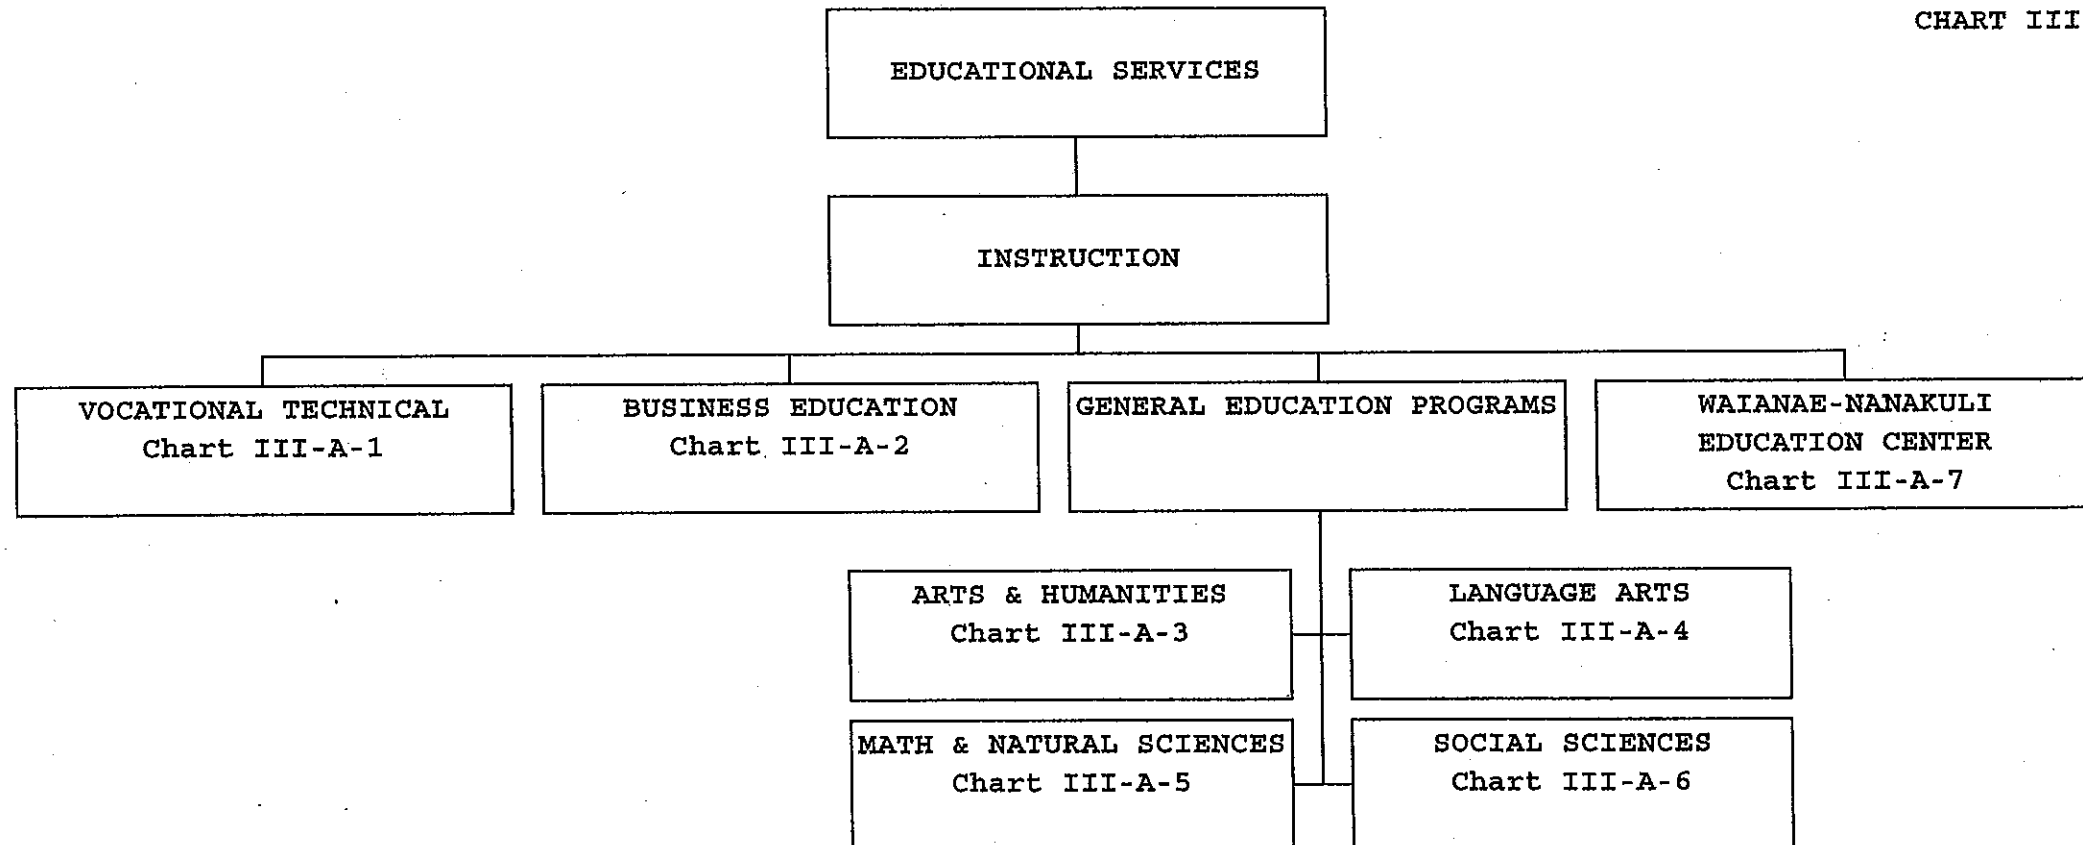 CHART III
EDUCATIONAL SERVICES
INSTRUCTION
VOCATIONAL TECHNICAL
Chart III-A-1
BUSINESS EDUCATION
Chart III-A-2
GENERAL EDUCATION PROGRAMS
WAIANAE-NANAKULI
EDUCATION CENTER
Chart III-A-7
ARTS & HUMANITIES
Chart III-A-3
LANGUAGE ARTS
Chart III-A-4
MATH & NATURAL SCIENCES
Chart III-A-5
SOCIAL SCIENCES
Chart III-A-6